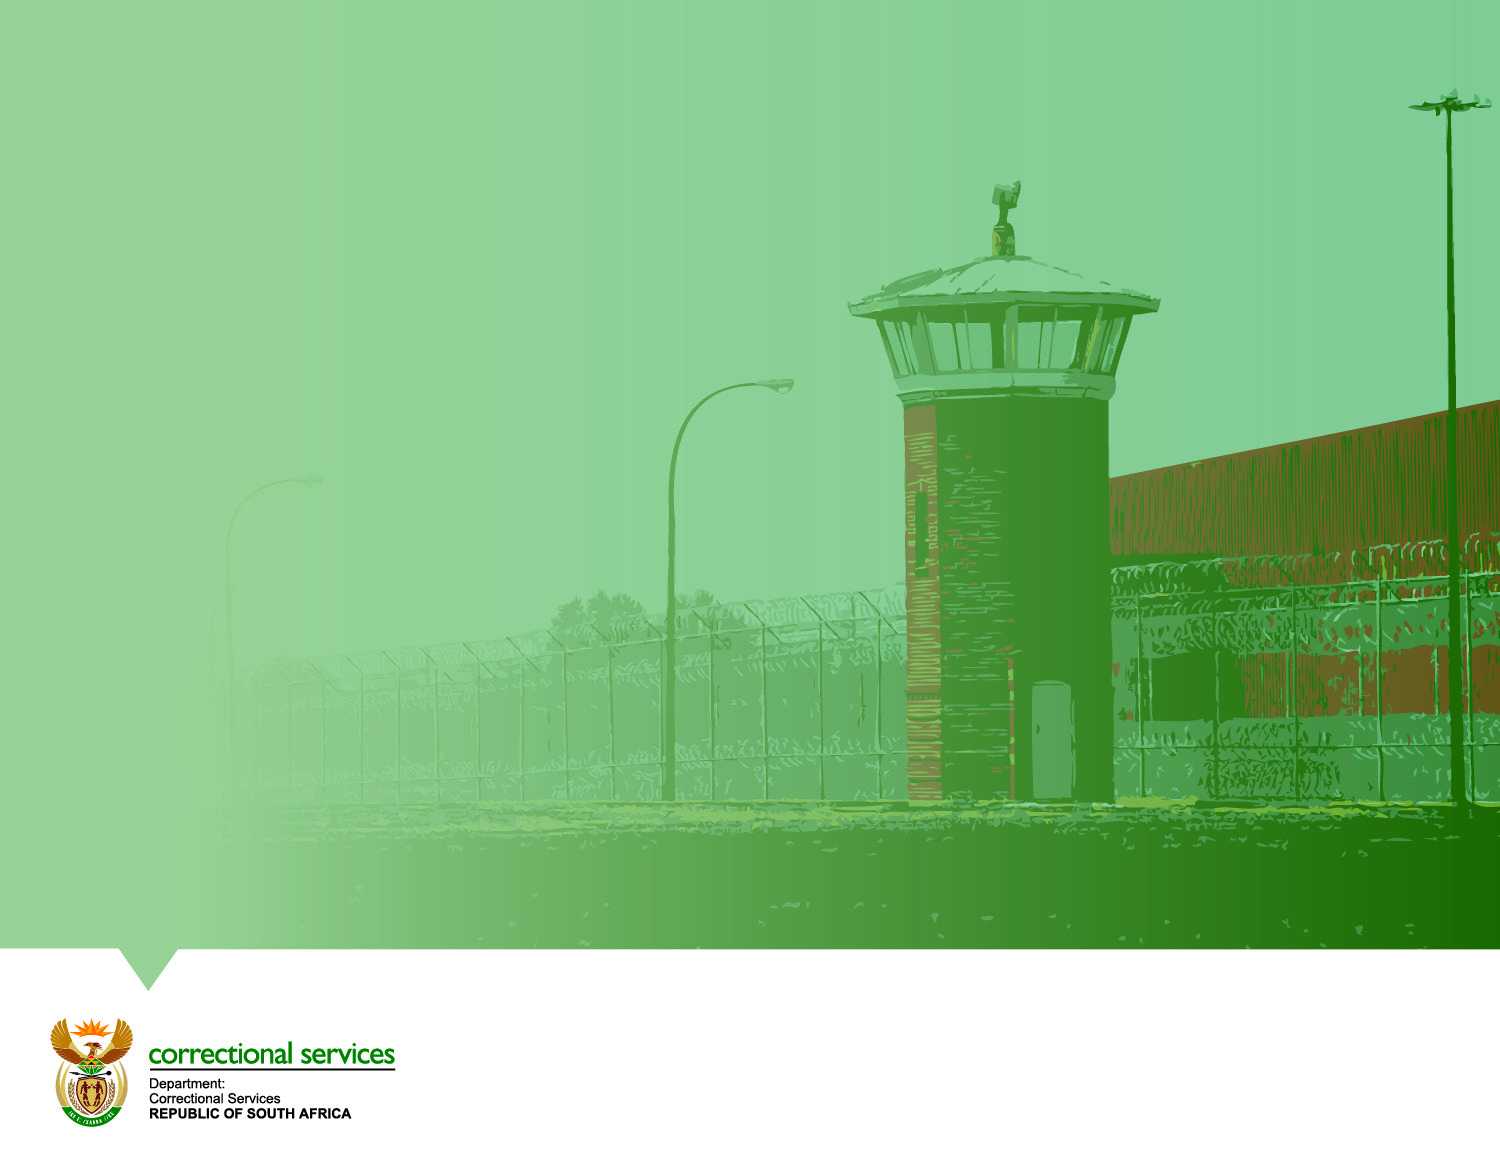 correctional services
Department:
Correctional Services
REPUBLIC OF SOUTH AFRICA